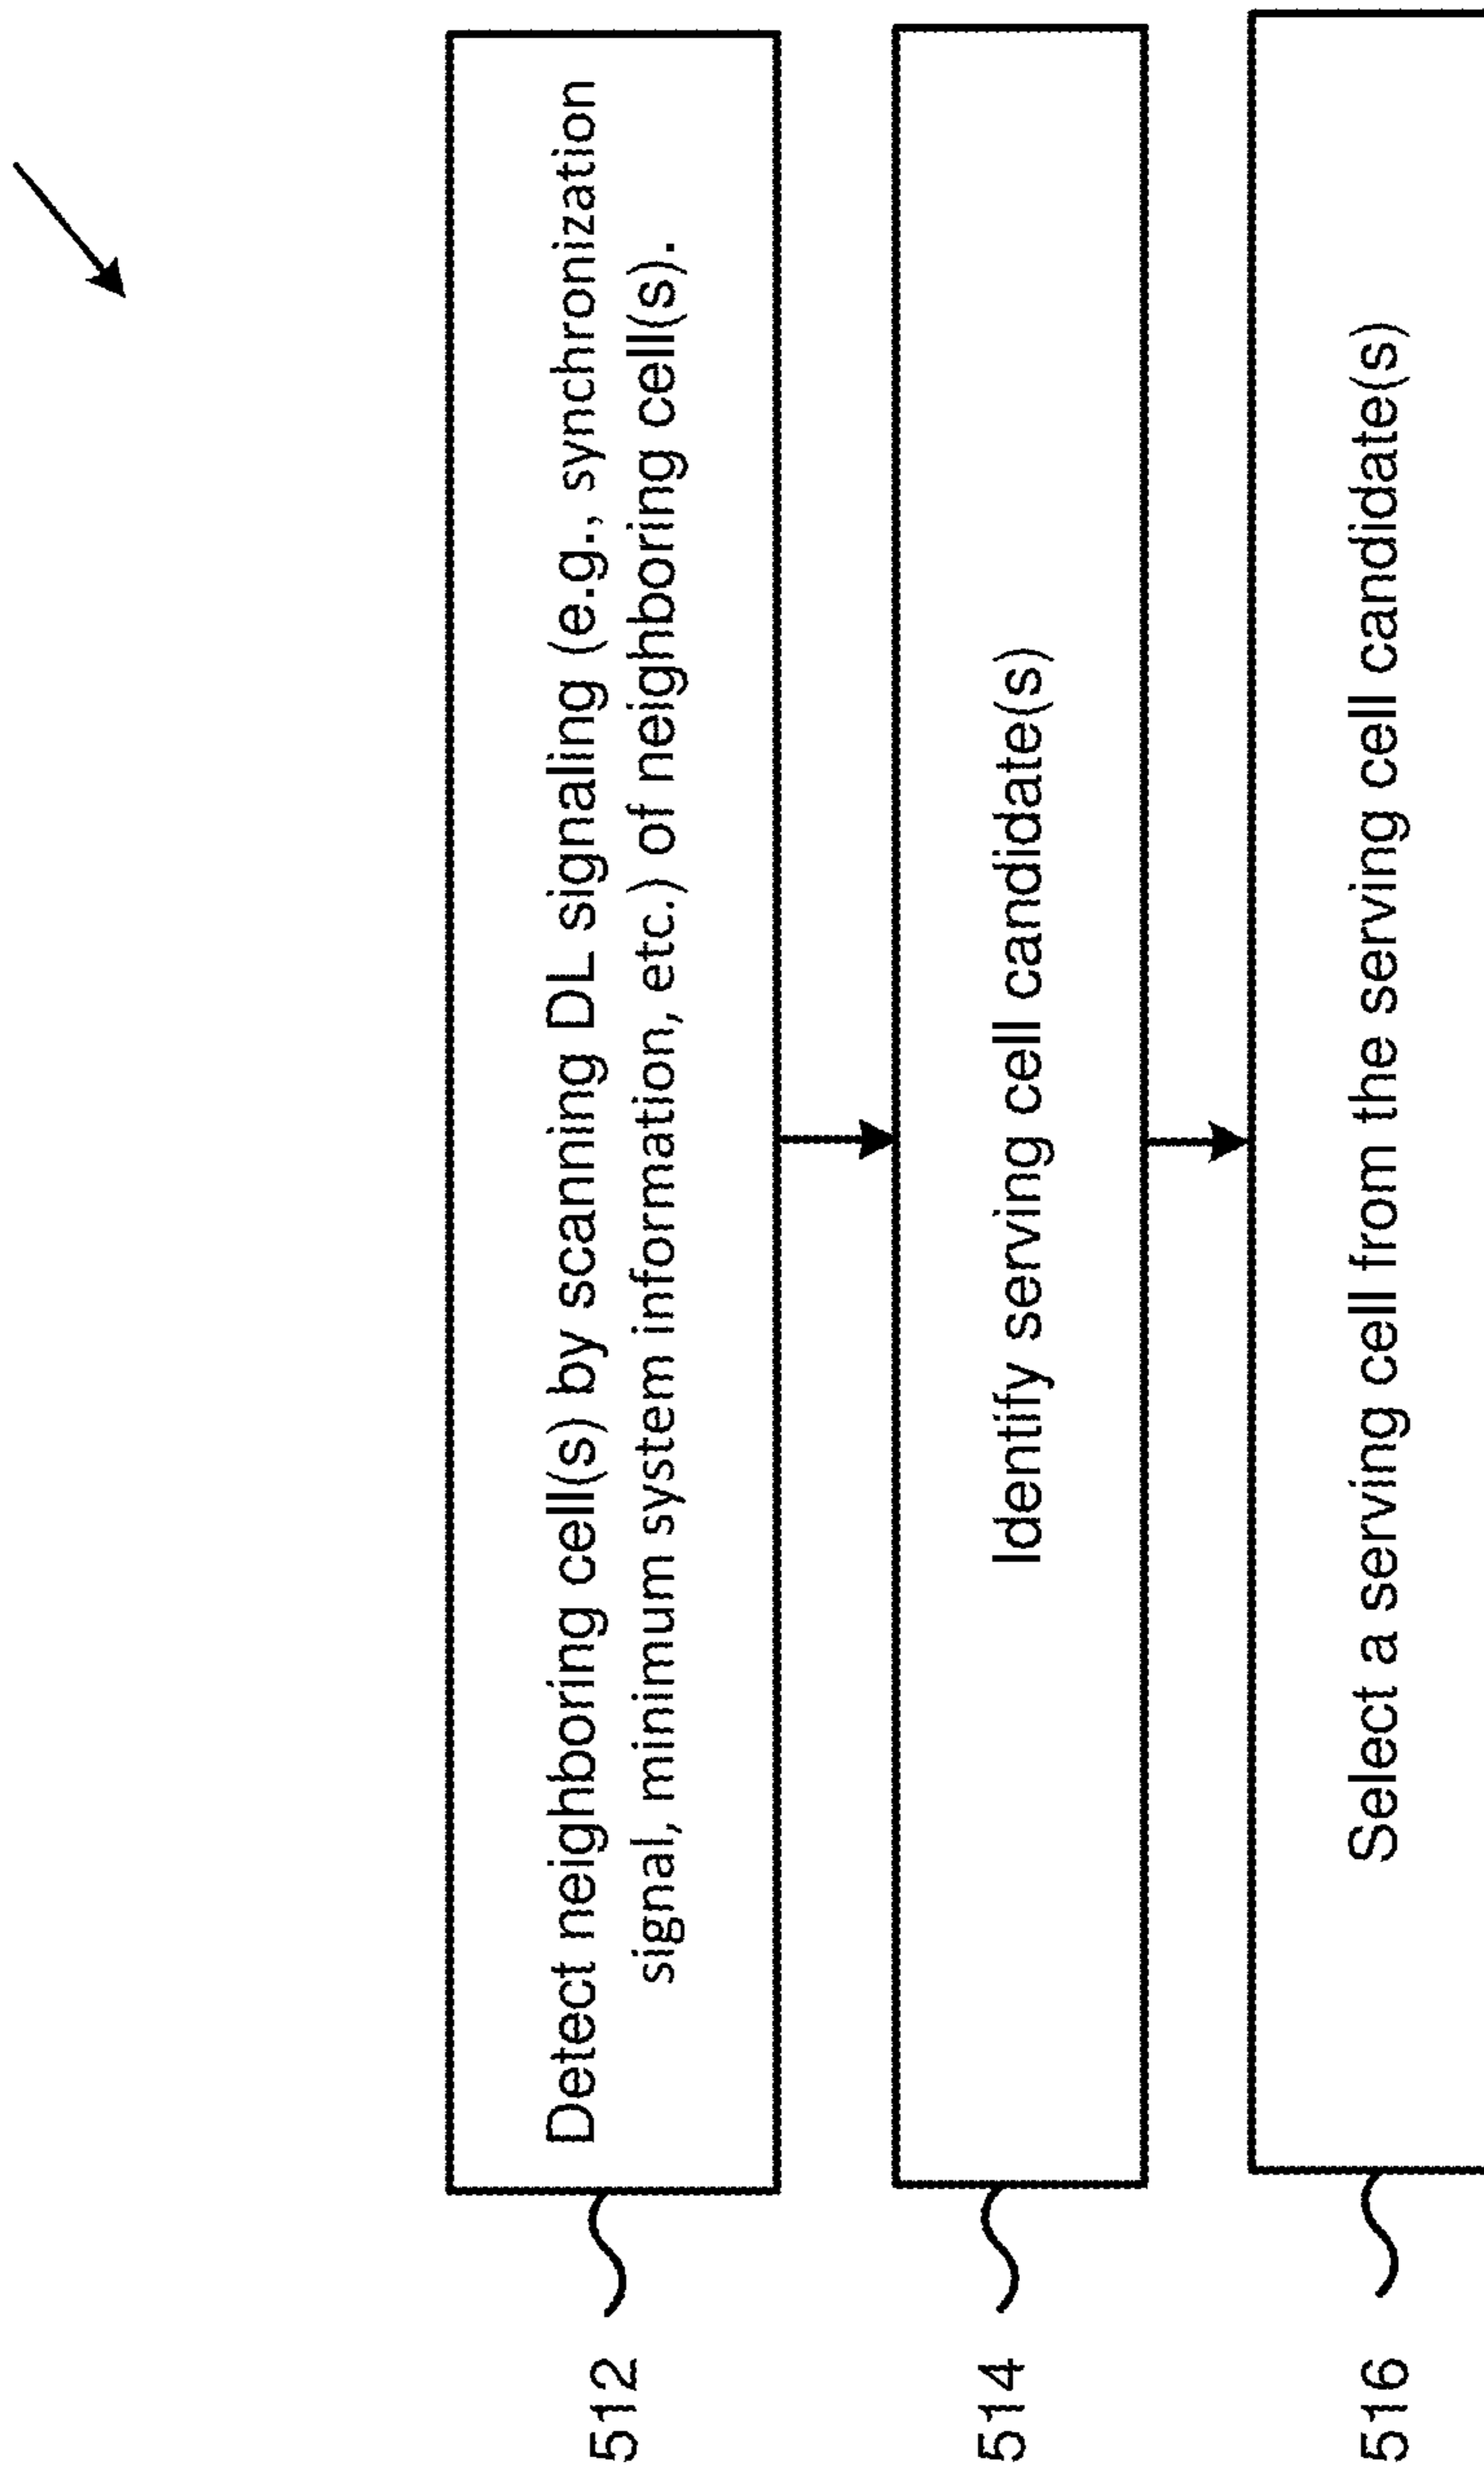 512
Detect neighboring cell(s) by scanning DL signaling (e.g., synchronization
signal, minimum system information, etc.) of neighboring cell(s).
514
Identify serving cell candidate(s)
516
Select a serving cell from the serving cell candidate(s)